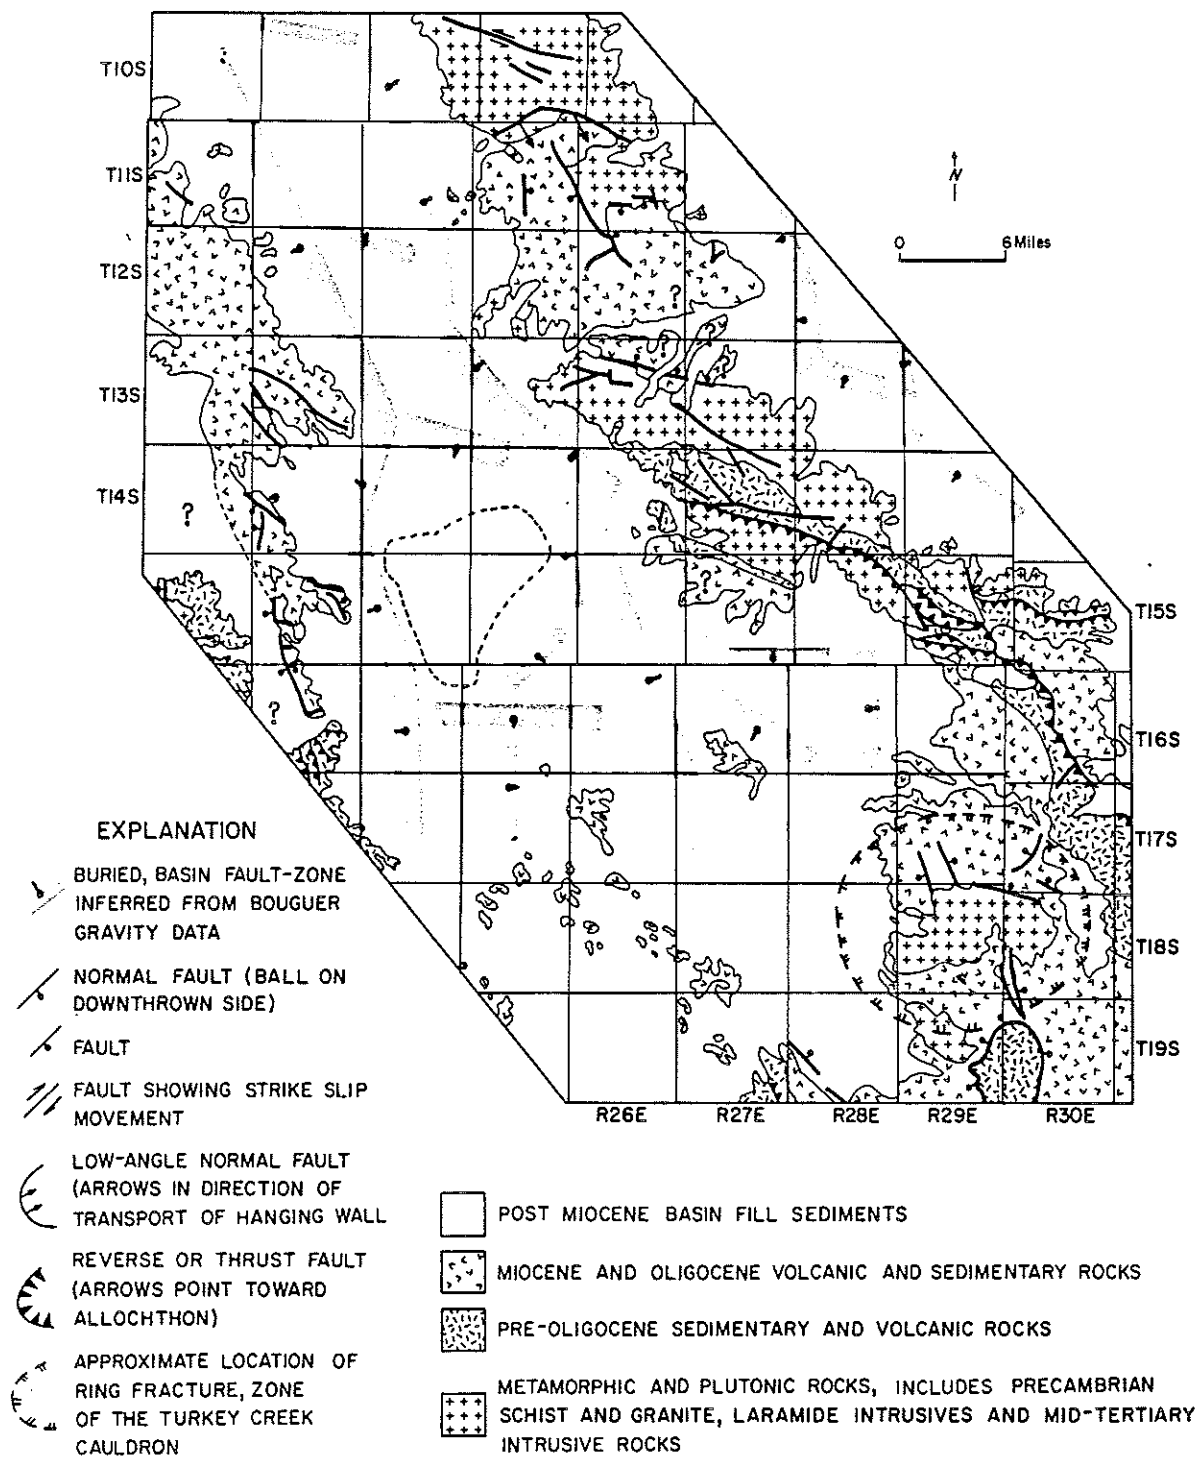 T10S
T11S
N
0 6 Miles
T12S
?
?
?
T13S
?
?
T14S
?
?
T15S
?
T16S
EXPLANATION
T17S
BURIED, BASIN FAULT-ZONE
INFERRED FROM BOUGUER
GRAVITY DATA
T18S
NORMAL FAULT (BALL ON
DOWNTHROWN SIDE)
FAULT
T19S
FAULT SHOWING STRIKE SLIP
MOVEMENT
R26E R27E R28E R29E R30E
LOW-ANGLE NORMAL FAULT
(ARROWS IN DIRECTION OF
TRANSPORT OF HANGING WALL
REVERSE OR THRUST FAULT
(ARROWS POINT TOWARD
ALLOCHTHON)
APPROXIMATE LOCATION OF
RING FRACTURE, ZONE
OF THE TURKEY CREEK
CAULDRON
POST MIOCENE BASIN FILL SEDIMENTS
MIOCENE AND OLIGOCENE VOLCANIC AND SEDIMENTARY ROCKS
PRE-OLIGOCENE SEDIMENTARY AND VOLCANIC ROCKS
METAMORPHIC AND PLUTONIC ROCKS, INCLUDES PRECAMBRIAN
SCHIST AND GRANITE, LARAMIDE INTRUSIVES AND MID-TERTIARY
INTRUSIVE ROCKS